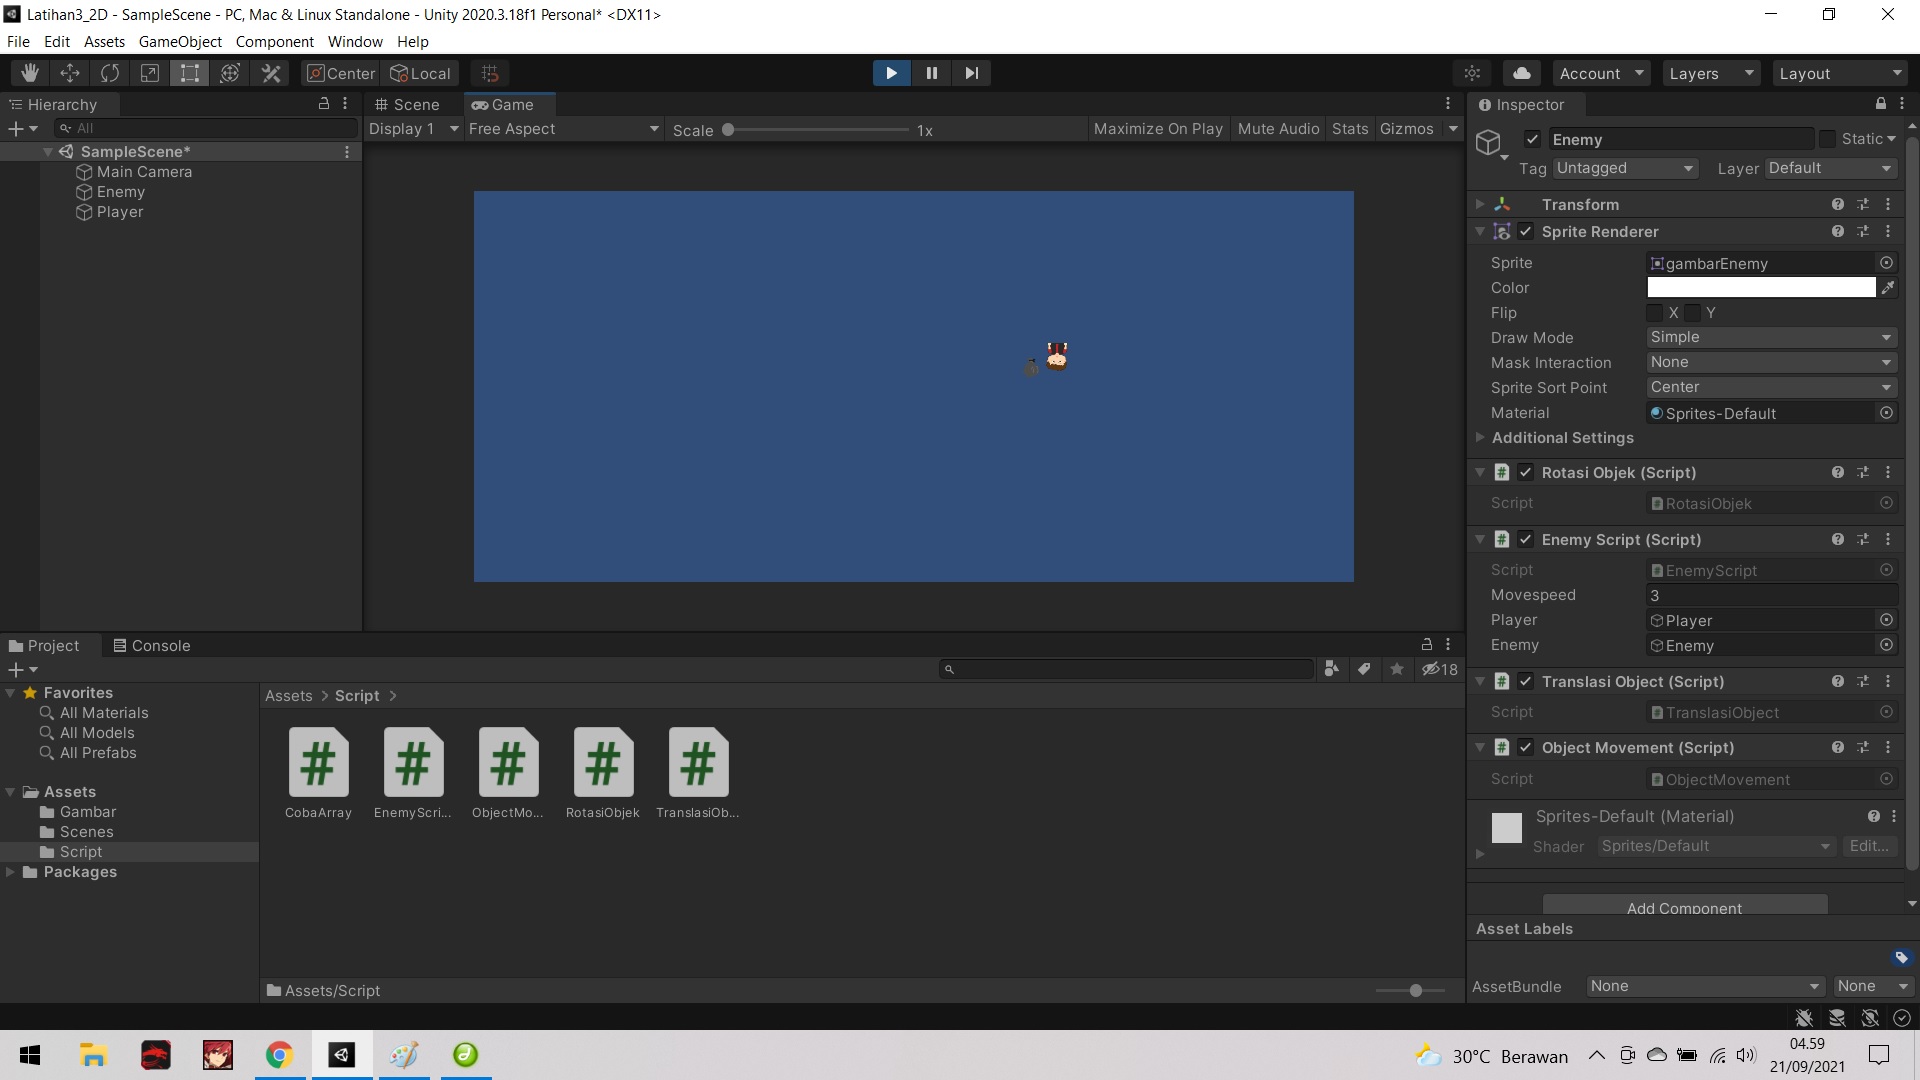 Latihan3_2D - SampleScene - PC, Mac & Linux Standalone - Unity 2020.3.18f1 Personal* <DX11>
File Edit Assets GameObject Component Window Help
Center Local Account Layers Layout
Hierarchy
All
SampleScene*
Main Camera
Enemy
Player
Scene Game
Display 1 Free Aspect Scale 1x Maximize On Play Mute Audio Stats Gizmos
Inspector
Enemy Static
Tag Untagged Layer Default
Transform
Sprite Renderer
Sprite gambarEnemy
Color
Flip X Y
Draw Mode Simple
Mask Interaction None
Sprite Sort Point Center
Material Sprites-Default
Additional Settings
Rotasi Objek (Script)
Script RotasiObjek
Enemy Script (Script)
Script EnemyScript
Movespeed 3
Player Player
Enemy Enemy
Translasi Object (Script)
Script TranslasiObject
Object Movement (Script)
Script ObjectMovement
Sprites-Default (Material)
Shader Sprites/Default Edit...
Add Component
Asset Labels
AssetBundle None None
Project Console
18
Favorites
All Materials
All Models
All Prefabs
Assets
Gambar
Scenes
Script
Packages
Assets > Script >
CobaArray EnemyScri... ObjectMo... RotasiObjek TranslasiOb...
Assets/Script
30°C Berawan
04.59
21/09/2021